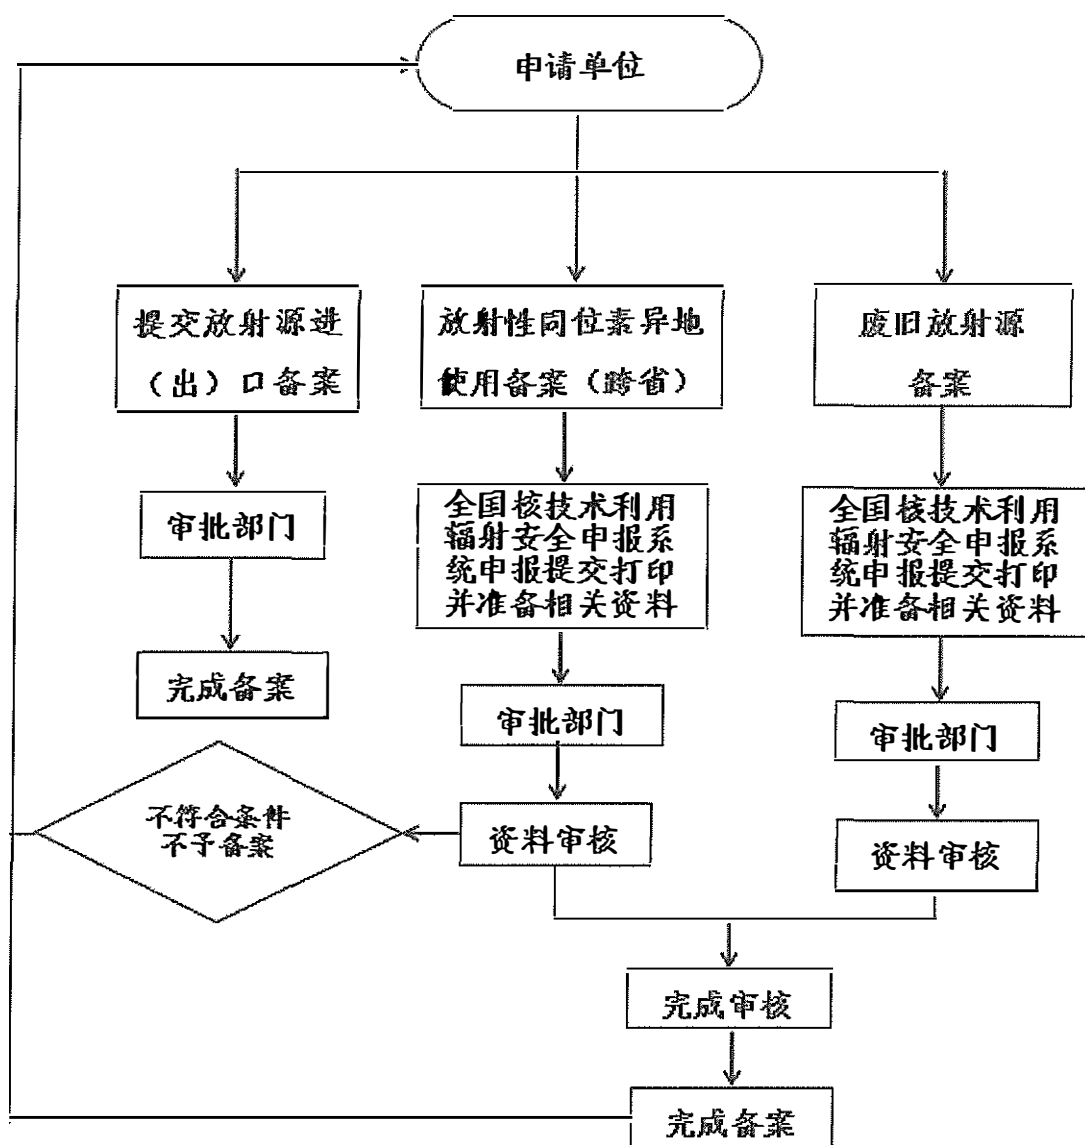 申请单位
提交放射源进
（出）口备案
放射性同位素异地
使用备案（跨省）
废旧放射源
备案
审批部门
完成备案
全国核技术利用
辐射安全申报系
统申报提交打印
并准备相关资料
审批部门
资料审核
不符合条件
不予备案
全国核技术利用
辐射安全申报系
统申报提交打印
并准备相关资料
审批部门
资料审核
完成审核
完成备案